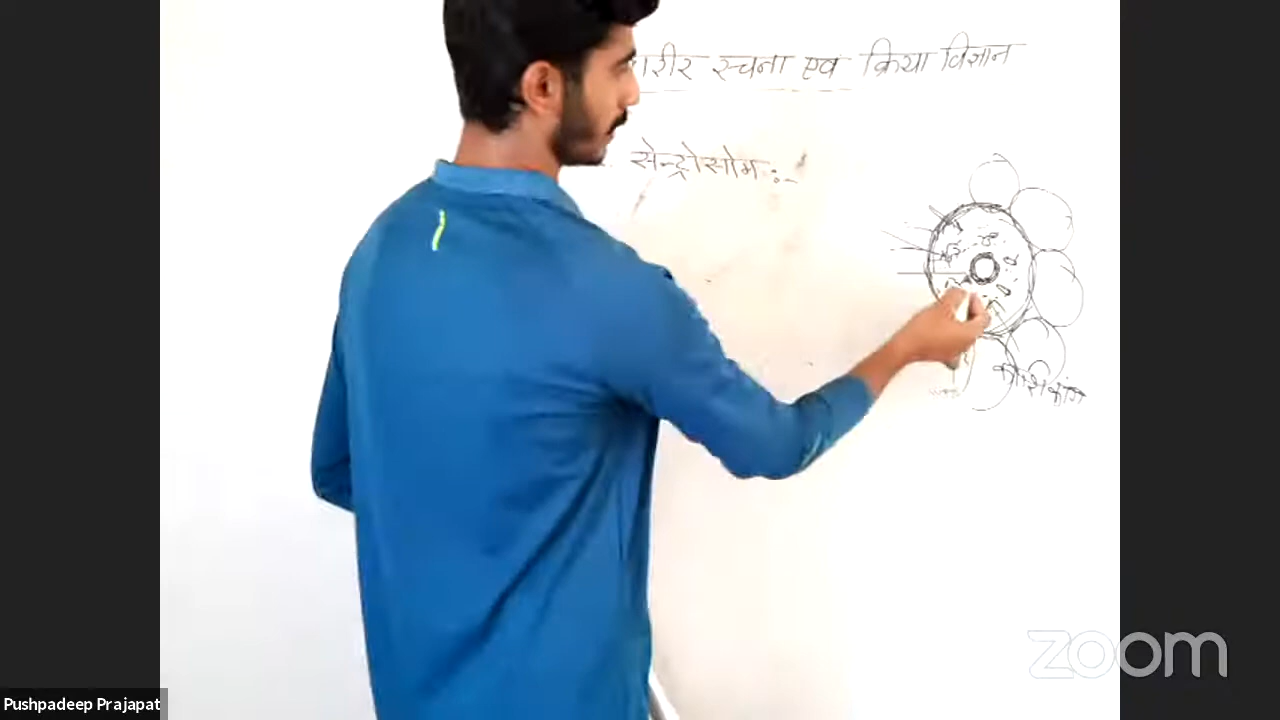 शरीर रचना एवं क्रिया विज्ञान
सेन्ट्रोसोम :-
zoom
Pushpadeep Prajapat